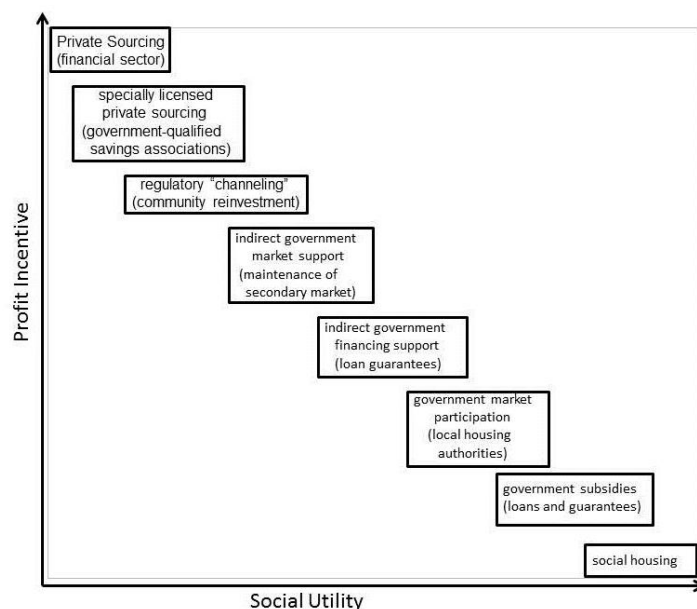 Private Sourcing
(financial sector)
specially licensed
private sourcing
(government-qualified
savings associations)
regulatory "channeling"
(community reinvestment)
indirect government
market support
(maintenance of
secondary market)
indirect government
financing support
(loan guarantees)
government market
participation
(local housing
authorities)
government subsidies
(loans and guarantees)
social housing
Profit Incentive
Social Utility